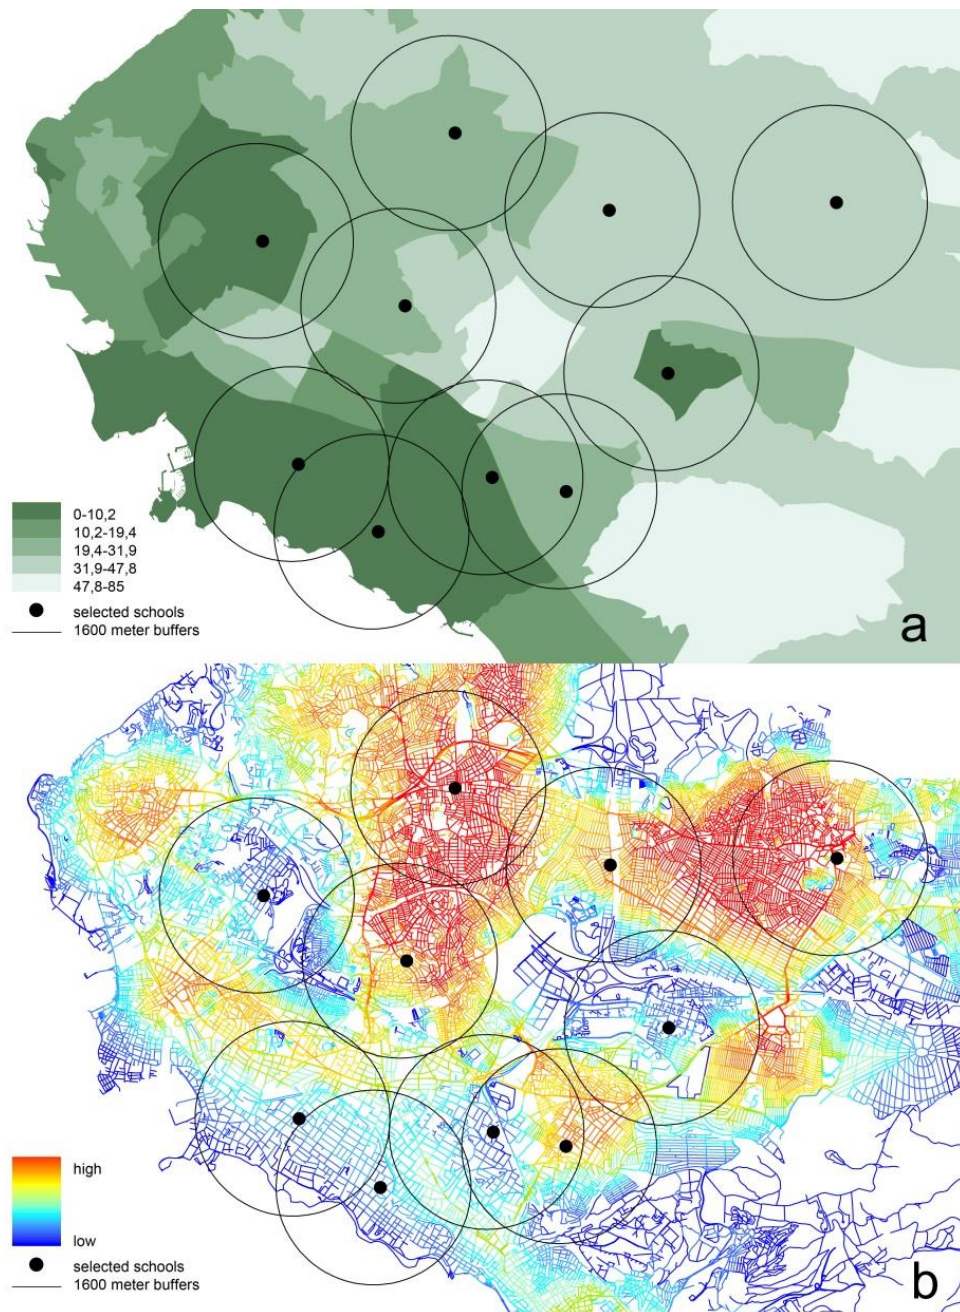 0-10,2
10,2-19,4
19,4-31,9
31,9-47,8
47,8-85
selected schools
1600 meter buffers
a
high
low
selected schools
1600 meter buffers
b